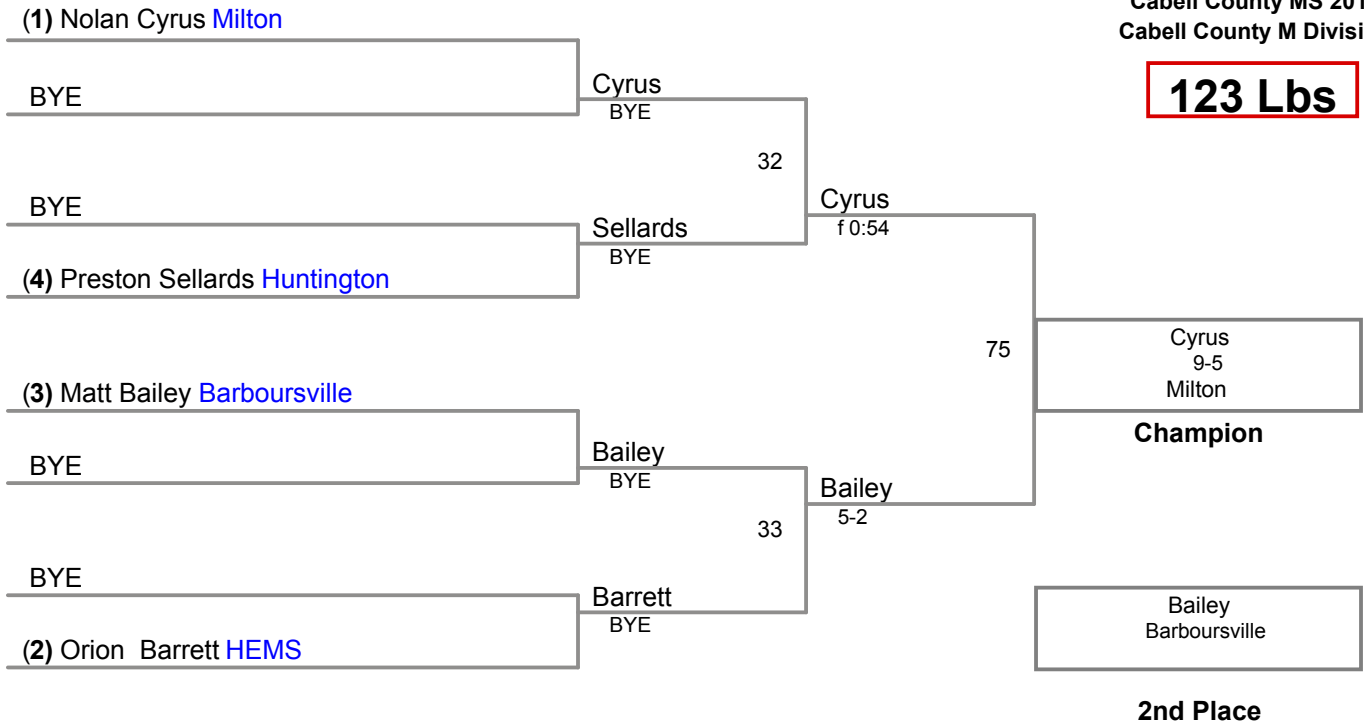 Cabell County MS 201
Cabell County M Divisi
123 Lbs
(1) Nolan Cyrus Milton
BYE
BYE
(4) Preston Sellards Huntington
(3) Matt Bailey Barboursville
BYE
BYE
(2) Orion Barrett HEMS
Cyrus
BYE
32
Sellards
BYE
Bailey
BYE
33
Barrett
BYE
Cyrus
f 0:54
75
Bailey
5-2
Cyrus
9-5
Milton
Champion
Bailey
Barboursville
2nd Place